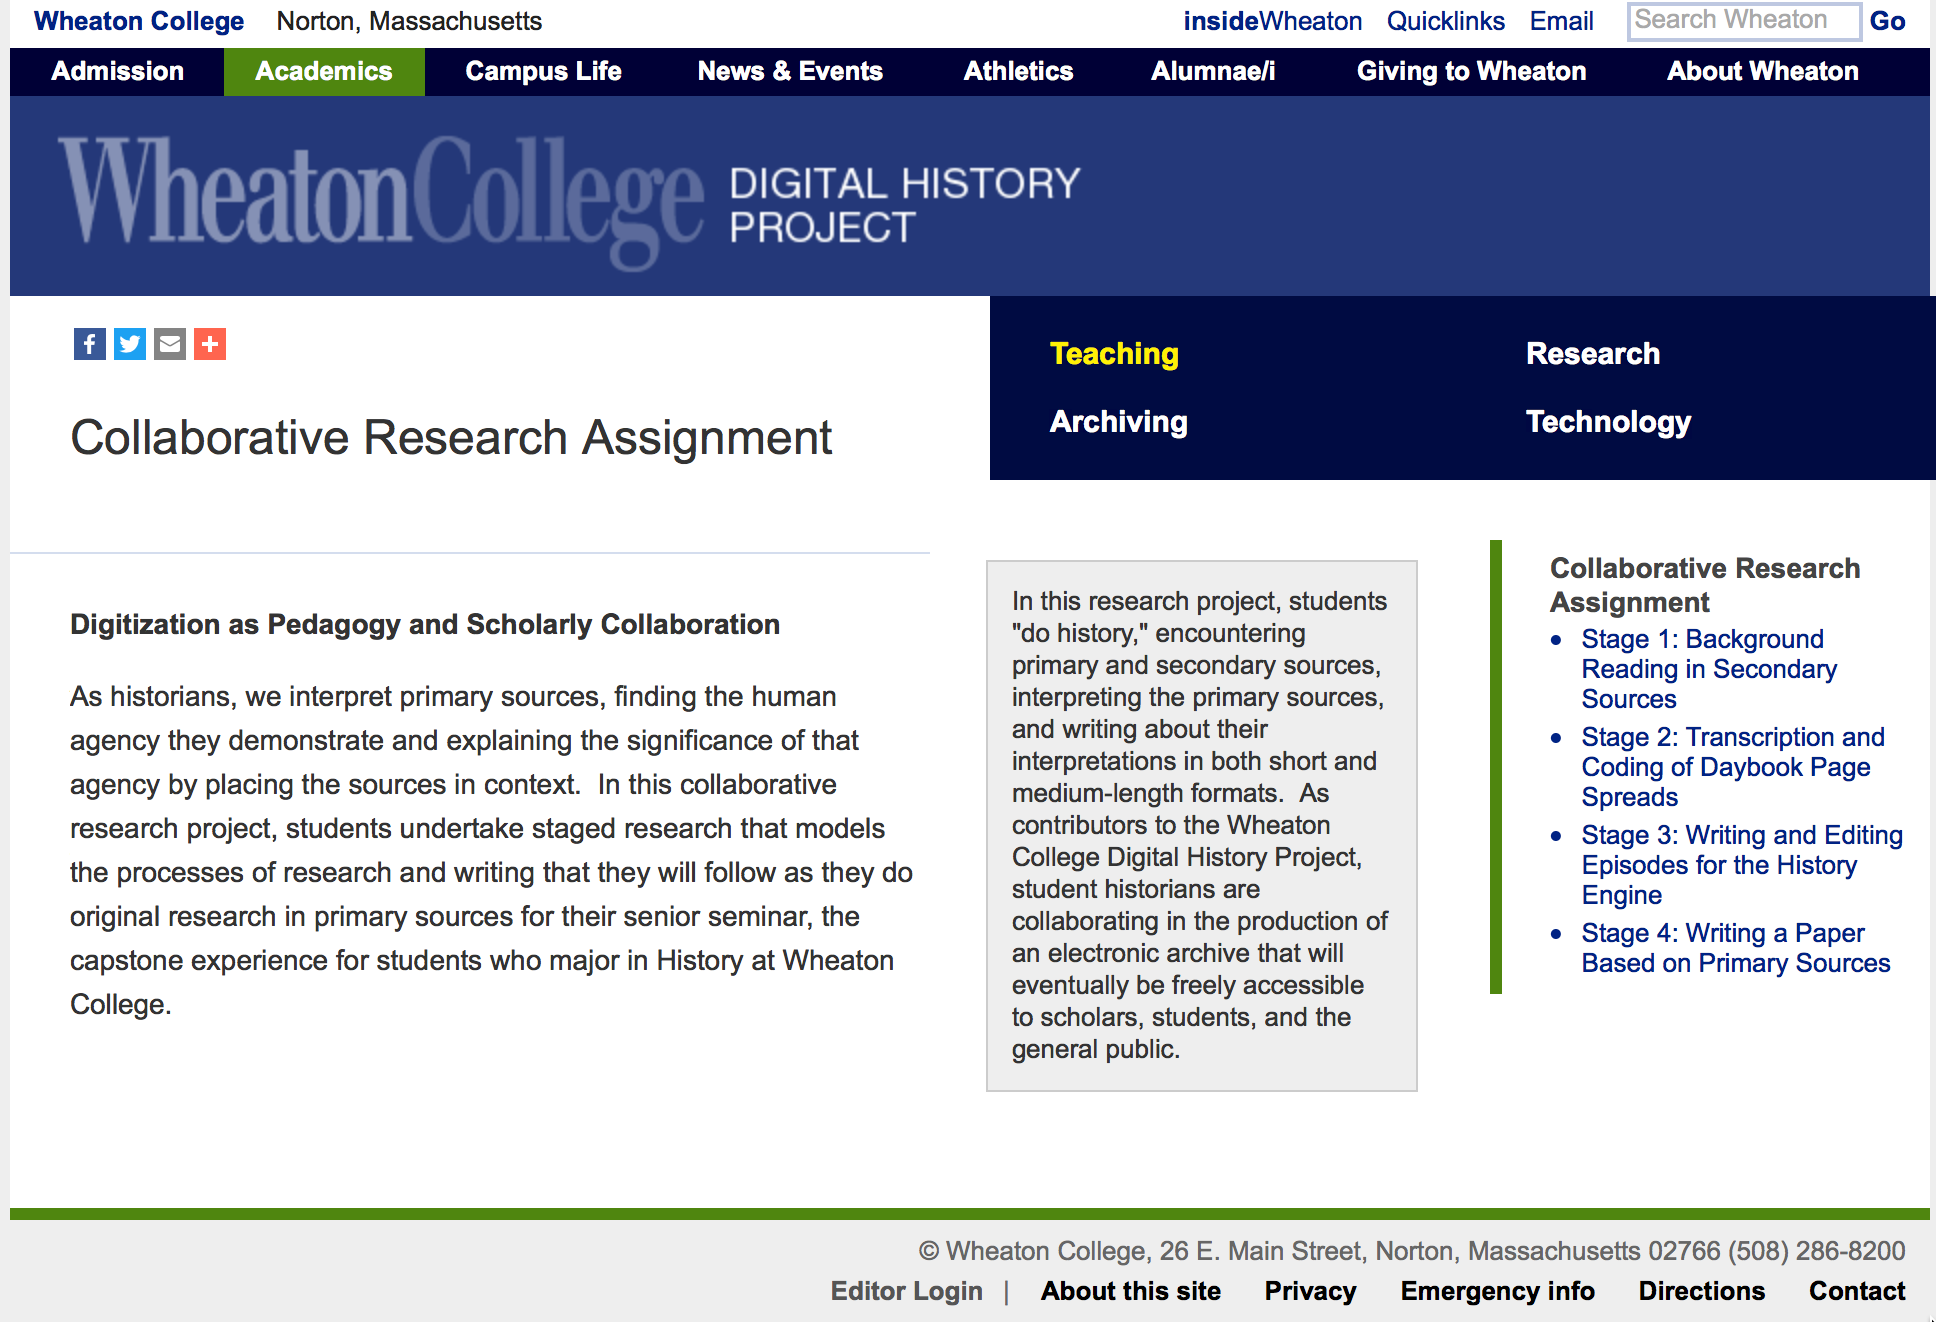 Wheaton College Norton, Massachusetts insideWheaton Quicklinks Email Search Wheaton Go
Admission Academics Campus Life News & Events Athletics Alumnae/i Giving to Wheaton About Wheaton
WheatonCollege DIGITAL HISTORY
PROJECT
Teaching Research
Archiving Technology
Collaborative Research Assignment
Digitization as Pedagogy and Scholarly Collaboration
As historians, we interpret primary sources, finding the human
agency they demonstrate and explaining the significance of that
agency by placing the sources in context.  In this collaborative
research project, students undertake staged research that models
the processes of research and writing that they will follow as they do
original research in primary sources for their senior seminar, the
capstone experience for students who major in History at Wheaton
College.
In this research project, students
"do history," encountering
primary and secondary sources,
interpreting the primary sources,
and writing about their
interpretations in both short and
medium-length formats.  As
contributors to the Wheaton
College Digital History Project,
student historians are
collaborating in the production of
an electronic archive that will
eventually be freely accessible
to scholars, students, and the
general public.
Collaborative Research
Assignment
• Stage 1: Background
Reading in Secondary
Sources
• Stage 2: Transcription and
Coding of Daybook Page
Spreads
• Stage 3: Writing and Editing
Episodes for the History
Engine
• Stage 4: Writing a Paper
Based on Primary Sources
© Wheaton College, 26 E. Main Street, Norton, Massachusetts 02766 (508) 286-8200
Editor Login | About this site Privacy Emergency info Directions Contact